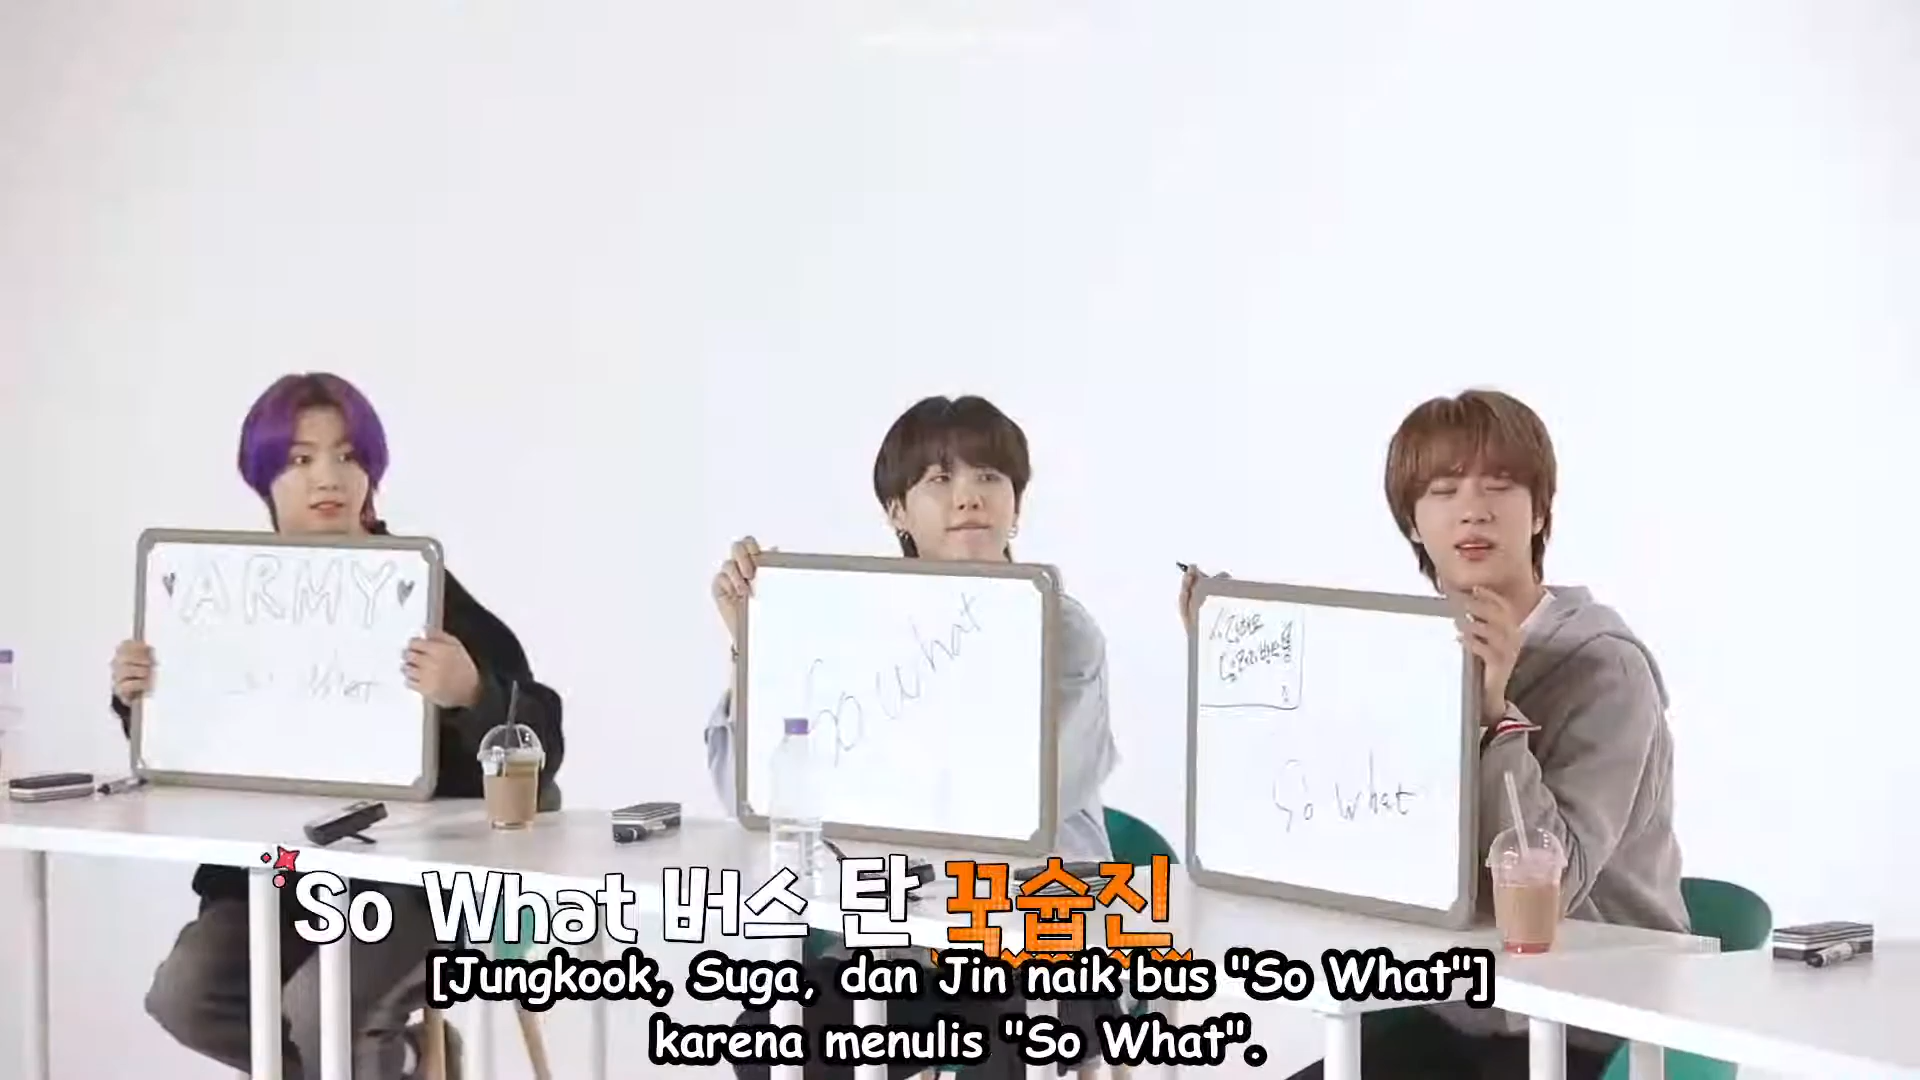 ARMY
So What
So what
So What
So What 버스 탄 꾹슙진
[Jungkook, Suga, dan Jin naik bus "So What"]
karena menulis "So What".